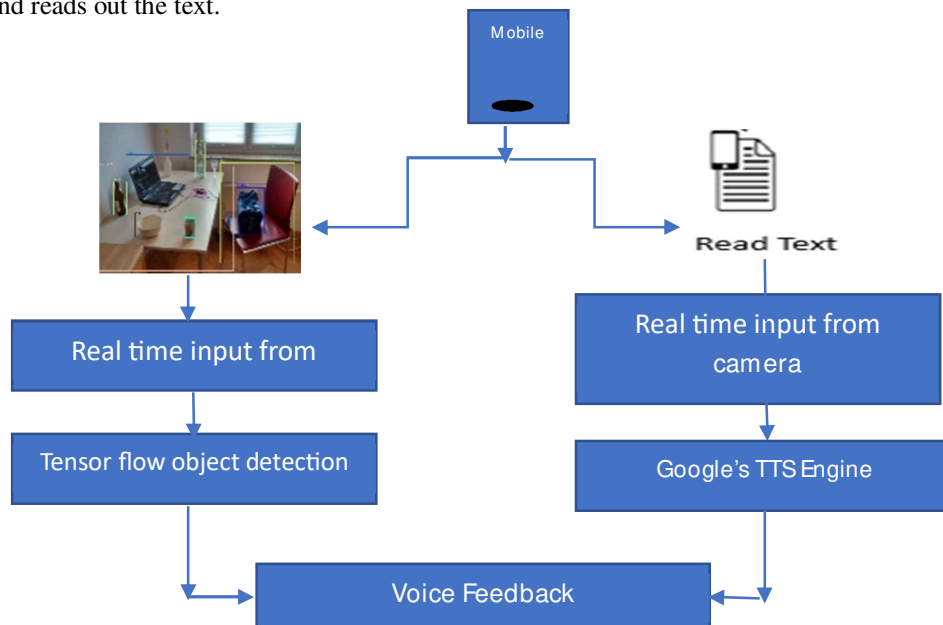 nd reads out the text.
Mobile
Read Text
Real time input from
Real time input from
camera
Tensor flow object detection
Google's TTS Engine
Voice Feedback